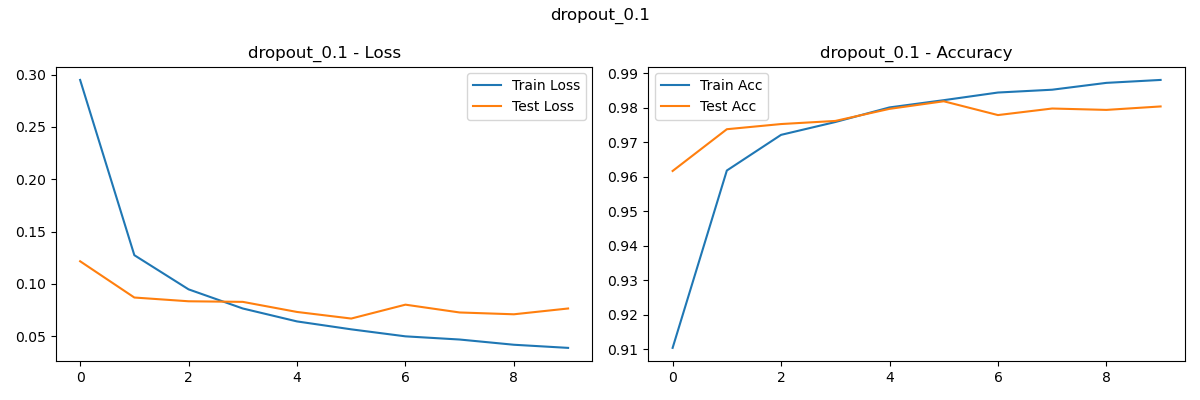 dropout_0.1
dropout_0.1 - Loss
Train Loss
Test Loss
0.30
0.25
0.20
0.15
0.10
0.05
0 2 4 6 8
dropout_0.1 - Accuracy
Train Acc
Test Acc
0.99
0.98
0.97
0.96
0.95
0.94
0.93
0.92
0.91
0 2 4 6 8